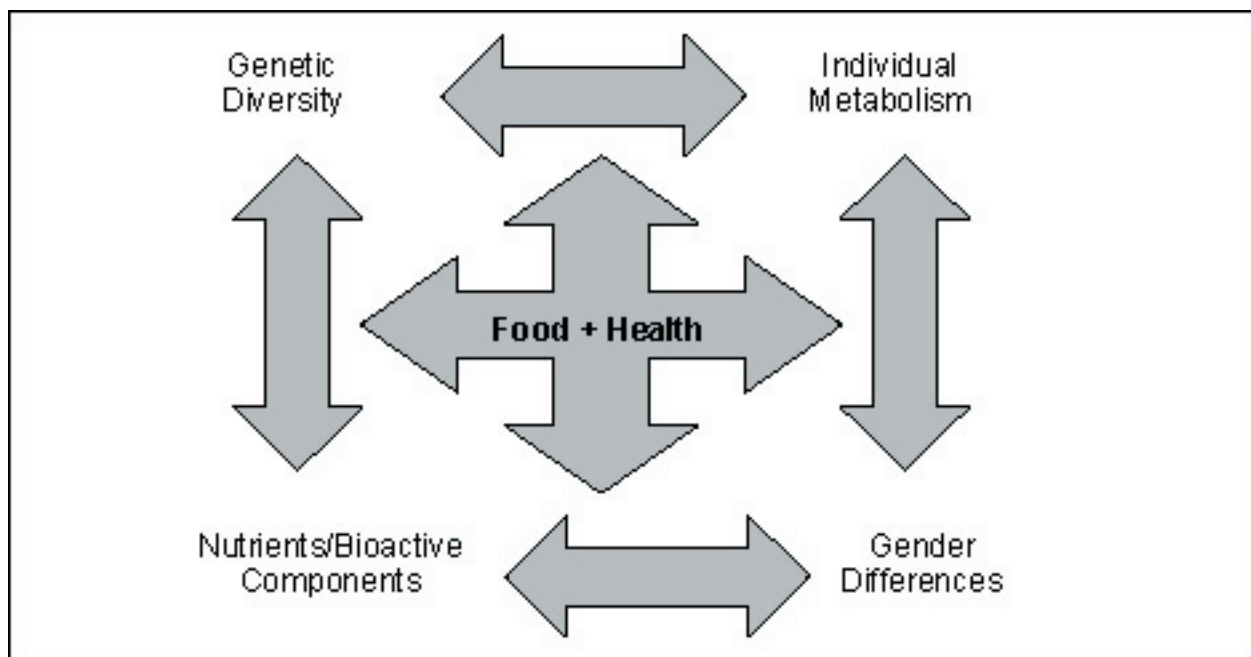 Genetic
Diversity
Individual
Metabolism
Food + Health
Nutrients/Bioactive
Components
Gender
Differences